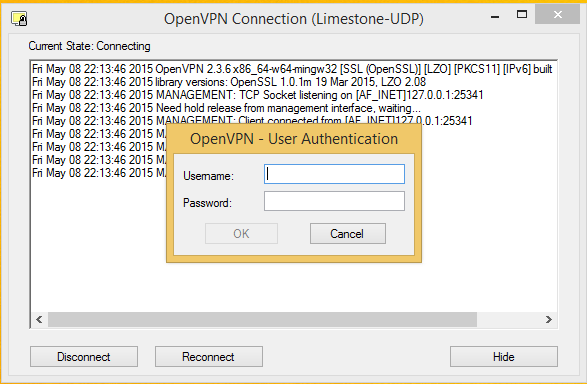 OpenVPN Connection (Limestone-UDP)
Current State: Connecting
Fri May 08 22:13:46 2015 OpenVPN 2.3.6 x86_64-w64-mingw32 [SSL (OpenSSL)] [LZO] [PKCS11] [IPv6] built
Fri May 08 22:13:46 2015 library versions: OpenSSL 1.0.1m 19 Mar 2015, LZO 2.08
Fri May 08 22:13:46 2015 MANAGEMENT: TCP Socket listening on [AF_INET]127.0.0.1:25341
Fri May 08 22:13:46 2015 Need hold release from management interface, waiting...
Fri May 08 22:13:46 2015 MANAGEMENT: Client connected from [AF_INET]127.0.0.1:25341
Fri May 08 22:13:46 2015
Fri May 08 22:13:46 2015
Fri May 08 22:13:46 2015
Fri May 08 22:13:46 2015
OpenVPN - User Authentication
Username:
Password:
OK
Cancel
Disconnect
Reconnect
Hide